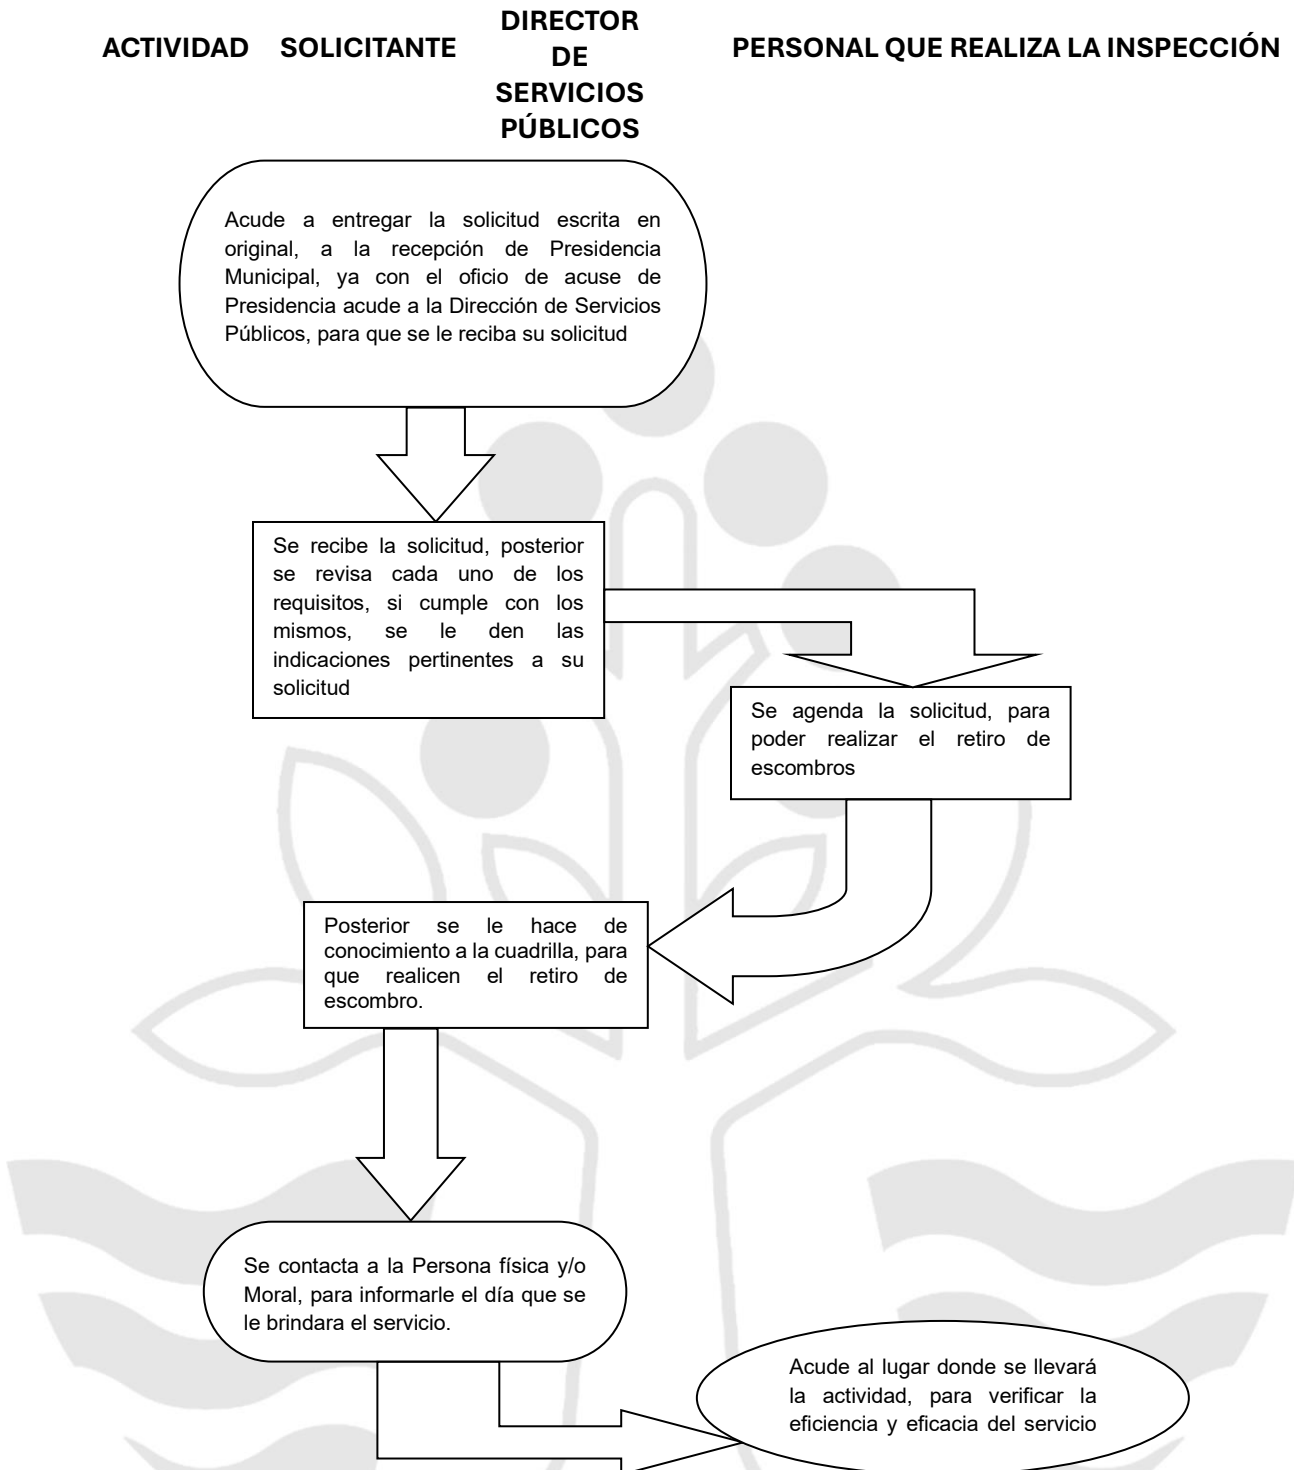 ACTIVIDAD SOLICITANTE DIRECTOR DE SERVICIOS PÚBLICOS PERSONAL QUE REALIZA LA INSPECCIÓN
Acude a entregar la solicitud escrita en
original, a la recepción de Presidencia
Municipal, ya con el oficio de acuse de
Presidencia acude a la Dirección de Servicios
Públicos, para que se le reciba su solicitud
Se recibe la solicitud, posterior
se revisa cada uno de los
requisitos, si cumple con los
mismos, se le den las
indicaciones pertinentes a su
solicitud
Se agenda la solicitud, para
poder realizar el retiro de
escombros
Posterior se le hace de
conocimiento a la cuadrilla, para
que realicen el retiro de
escombro.
Se contacta a la Persona física y/o
Moral, para informarle el día que se
le brindara el servicio.
Acude al lugar donde se llevará
la actividad, para verificar la
eficiencia y eficacia del servicio